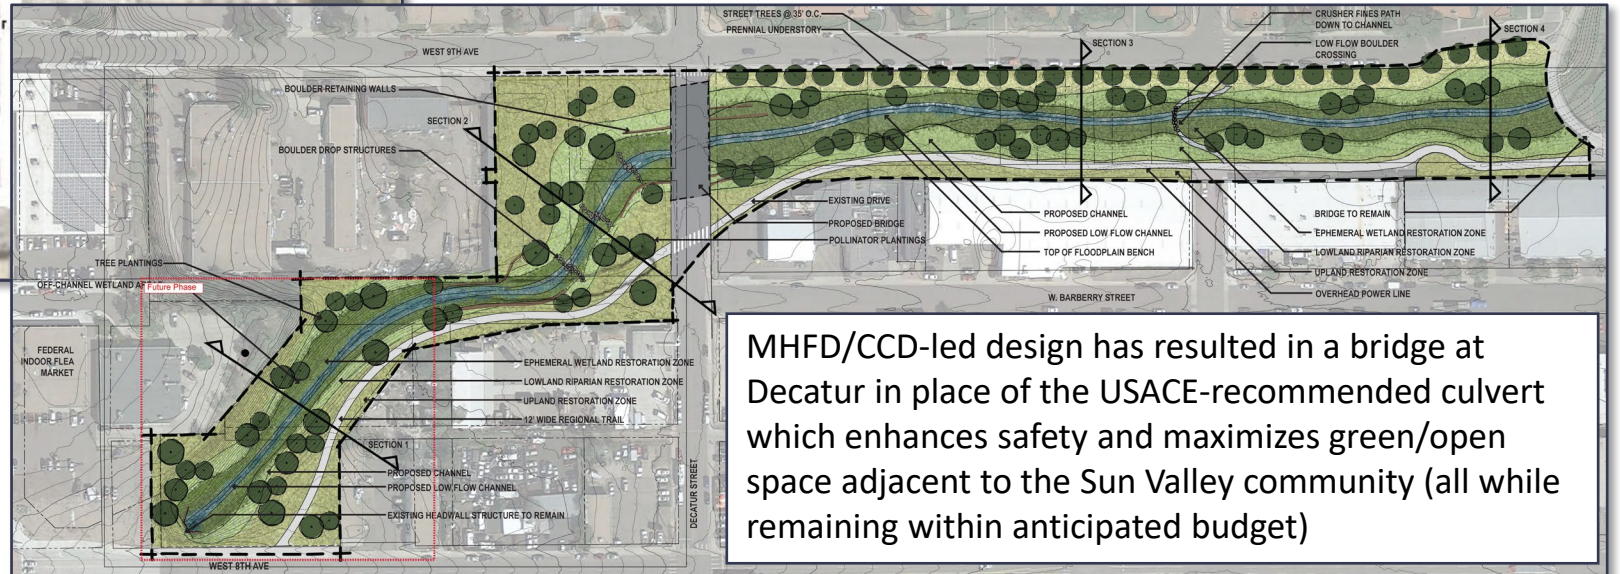 r
STREET TREES @ 35' O.C.
PRENNIAL UNDERSTORY
CRUSHER FINES PATH
DOWN TO CHANNEL
LOW FLOW BOULDER
CROSSING
SECTION 3
SECTION 4
WEST 9TH AVE
BOULDER RETAINING WALLS
SECTION 2
BOULDER DROP STRUCTURES
EXISTING DRIVE
PROPOSED BRIDGE
POLLINATOR PLANTINGS
PROPOSED CHANNEL
PROPOSED LOW FLOW CHANNEL
TOP OF FLOODPLAIN BENCH
BRIDGE TO REMAIN
EPHEMERAL WETLAND RESTORATION ZONE
LOWLAND RIPARIAN RESTORATION ZONE
UPLAND RESTORATION ZONE
OVERHEAD POWER LINE
TREE PLANTINGS
OFF-CHANNEL WETLAND
Future Phase
W. BARBERRY STREET
FEDERAL
INDOOR FLEA
MARKET
EPHEMERAL WETLAND RESTORATION ZONE
LOWLAND RIPARIAN RESTORATION ZONE
UPLAND RESTORATION ZONE
12' WIDE REGIONAL TRAIL
SECTION 1
PROPOSED CHANNEL
PROPOSED LOW FLOW CHANNEL
EXISTING HEADWALL STRUCTURE TO REMAIN
DECATUR STREET
WEST 8TH AVE
MHFD/CCD-led design has resulted in a bridge at
Decatur in place of the USACE-recommended culvert
which enhances safety and maximizes green/open
space adjacent to the Sun Valley community (all while
remaining within anticipated budget)